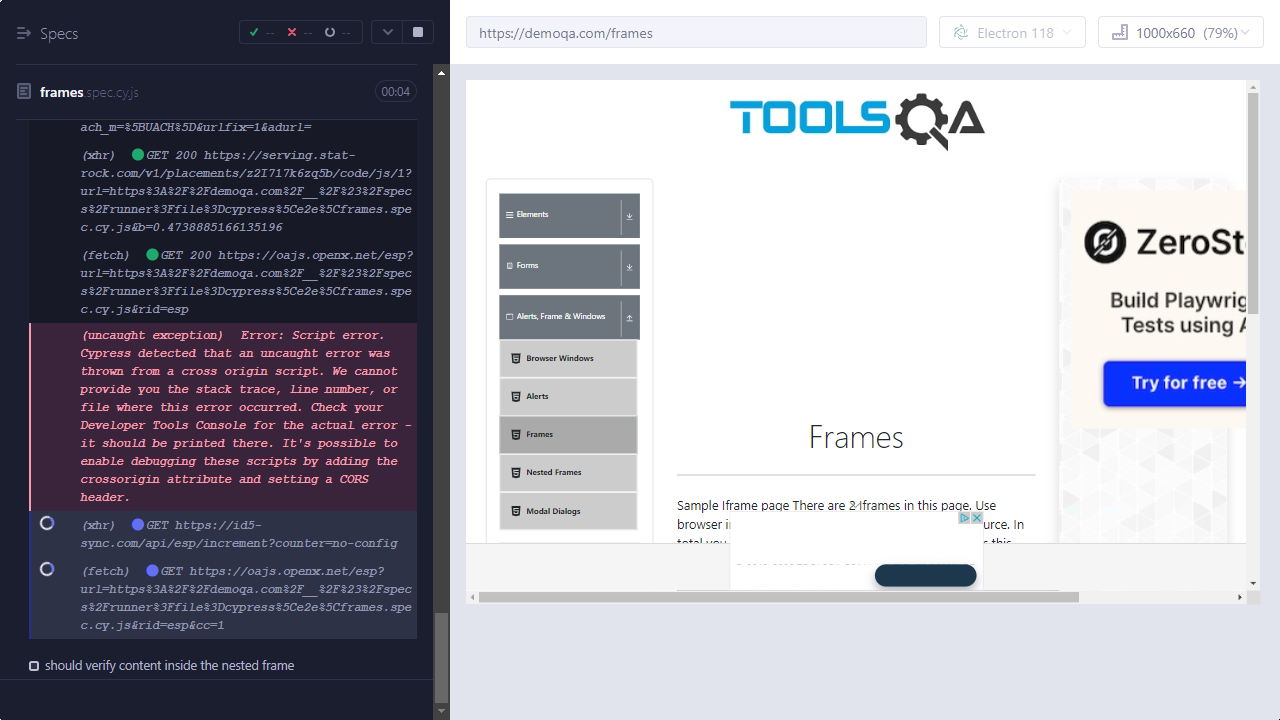 Specs
--
--
--
frames.spec.cy.js
00:04
ach_m=%5BUACH%5D&urlfix=1&adurl=
(xhr) GET 200 https://serving.stat-
rock.com/v1/placements/z2I717k6zq5b/code/js/1?
url=https%3A%2F%2Fdemoqa.com%2F__%2F%23%2Fspec
s%2Frunner%3Ffile%3Dcypress%5Ce2e%5Cframes.spe
c.cy.js&b=0.4738885166135196
(fetch) GET 200 https://oajs.openx.net/esp?
url=https%3A%2F%2Fdemoqa.com%2F__%2F%23%2Fspec
s%2Frunner%3Ffile%3Dcypress%5Ce2e%5Cframes.spe
c.cy.js&rid=esp
(uncaught exception) Error: Script error.
Cypress detected that an uncaught error was
thrown from a cross origin script. We cannot
provide you the stack trace, line number, or
file where this error occurred. Check your
Developer Tools Console for the actual error -
it should be printed there. It's possible to
enable debugging these scripts by adding the
crossorigin attribute and setting a CORS
header.
(xhr) GET https://id5-
sync.com/api/esp/increment?counter=no-config
(fetch) GET https://oajs.openx.net/esp?
url=https%3A%2F%2Fdemoqa.com%2F__%2F%23%2Fspec
s%2Frunner%3Ffile%3Dcypress%5Ce2e%5Cframes.spe
c.cy.js&rid=esp&cc=1
should verify content inside the nested frame
https://demoqa.com/frames
Electron 118
1000x660 (79%)
TOOLSQA
Elements
Forms
Alerts, Frame & Windows
Browser Windows
Alerts
Frames
Nested Frames
Modal Dialogs
Frames
Sample Iframe page There are 2 frames in this page. Use
browser in
urce. In
total you
this
ZeroSt
Build Playwrig
Tests using A
Try for free →